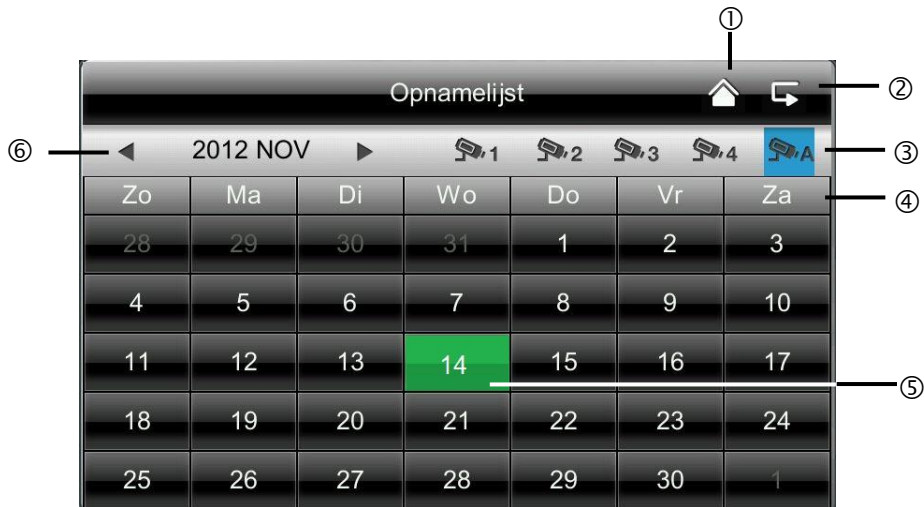 ①
Opnamelijst ②
⑥ 2012 NOV 1 2 3 4 A ③
Zo Ma Di Wo Do Vr Za ④
28 29 30 31 1 2 3
4 5 6 7 8 9 10
11 12 13 14 15 16 17
⑤
18 19 20 21 22 23 24
25 26 27 28 29 30 1